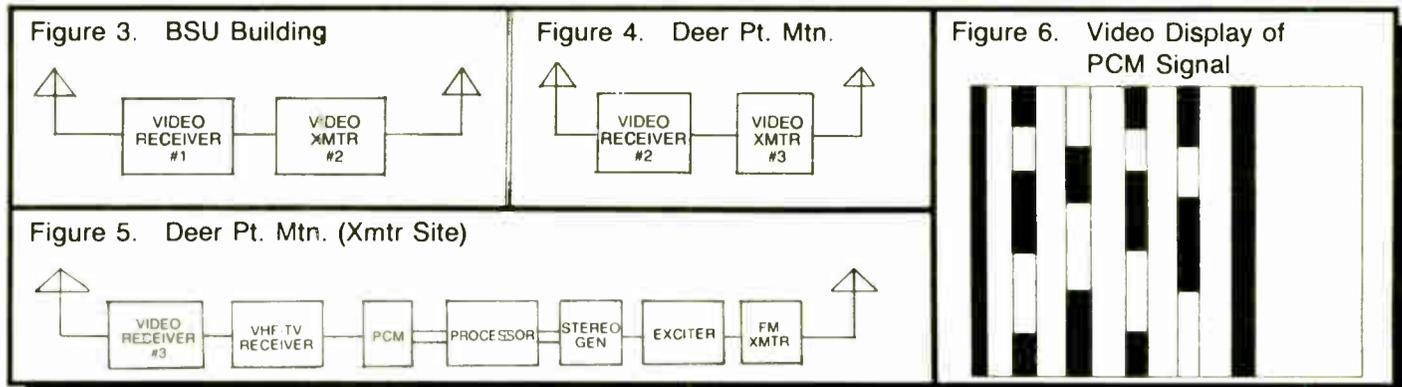 Figure 3. BSU Building
VIDEO
RECEIVER
#1
VIDEO
XMTR
#2
Figure 4. Deer Pt. Mtn.
VIDEO
RECEIVER
#2
VIDEO
XMTR
#3
Figure 6. Video Display of
PCM Signal
Figure 5. Deer Pt. Mtn. (Xmtr Site)
VIDEO
RECEIVER
#3
VHF-TV
RECEIVER
PCM
PROCESSOR
STEREO
GEN
EXCITER
FM
XMTR